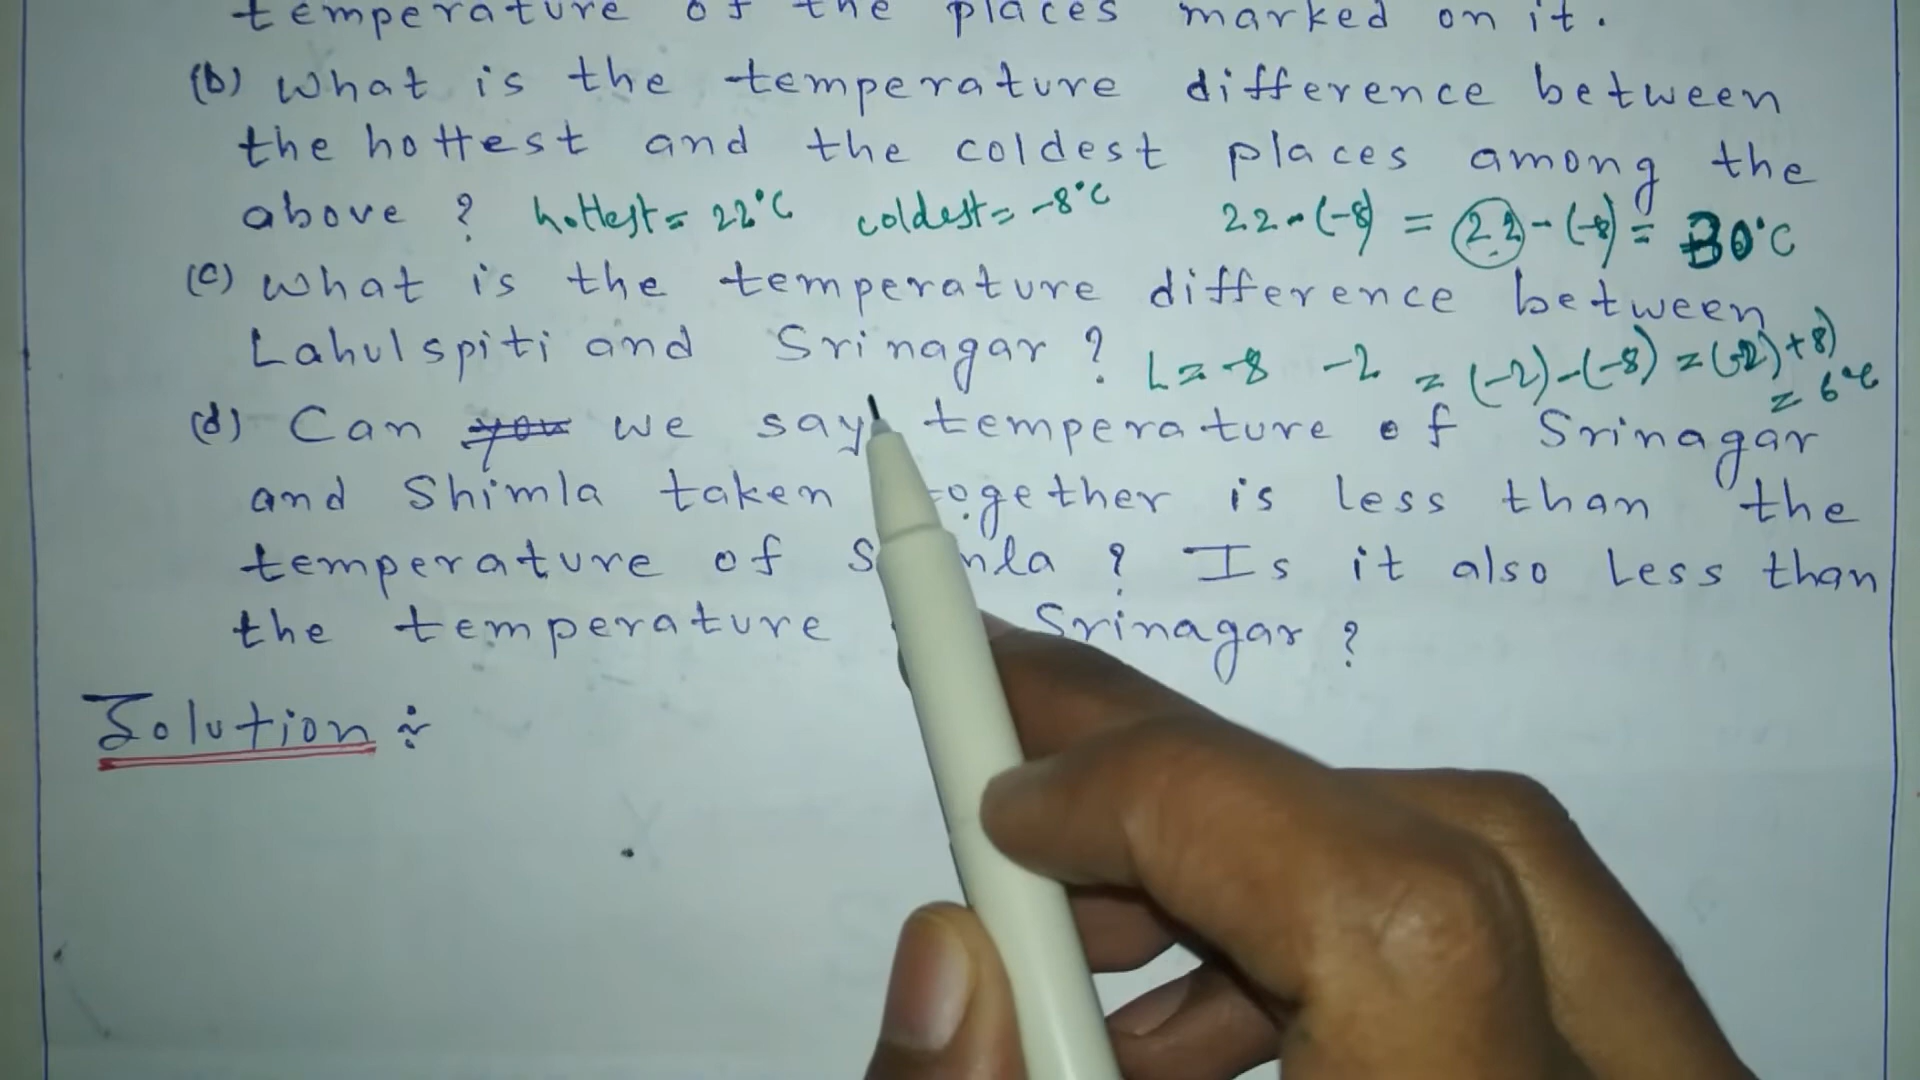 temperature of the places marked on it.
(b) What is the temperature difference between
the hottest and the coldest places among the
above ? hottest = 22°C coldest = -8°C 22-(-8) = 22-(-8) = 30°C
(c) What is the temperature difference between
Lahulspiti and Srinagar ? L = -8 -2 = (-2)-(-8) = (-2)+8)
= 6°C
(d) Can you we say temperature of Srinagar
and Shimla taken together is less than the
temperature of Shimla ? Is it also less than
the temperature Srinagar ?
Solution :